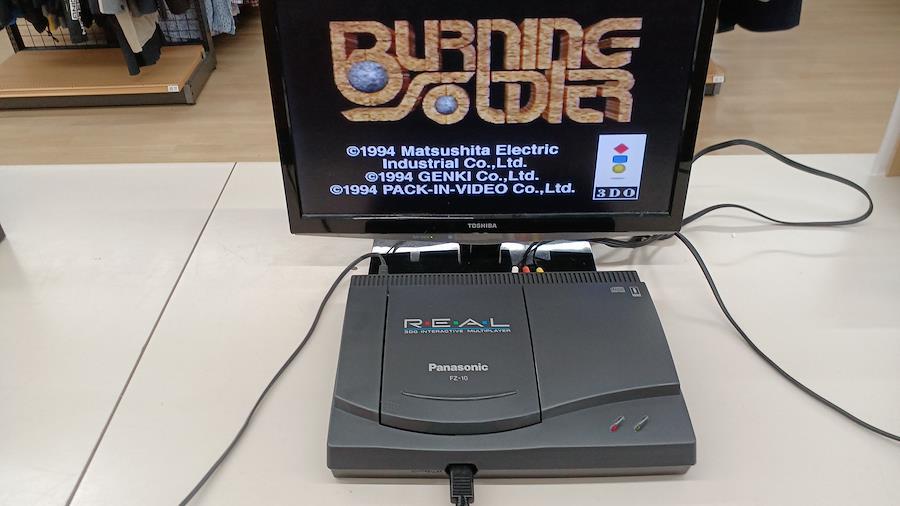 BURNING
SOLDIER
©1994 Matsushita Electric
Industrial Co.,Ltd.
©1994 GENKI Co.,Ltd.
©1994 PACK-IN-VIDEO Co.,Ltd.
3DO
TOSHIBA
R·E·A·L
3DO INTERACTIVE MULTIPLAYER
Panasonic
FZ-10